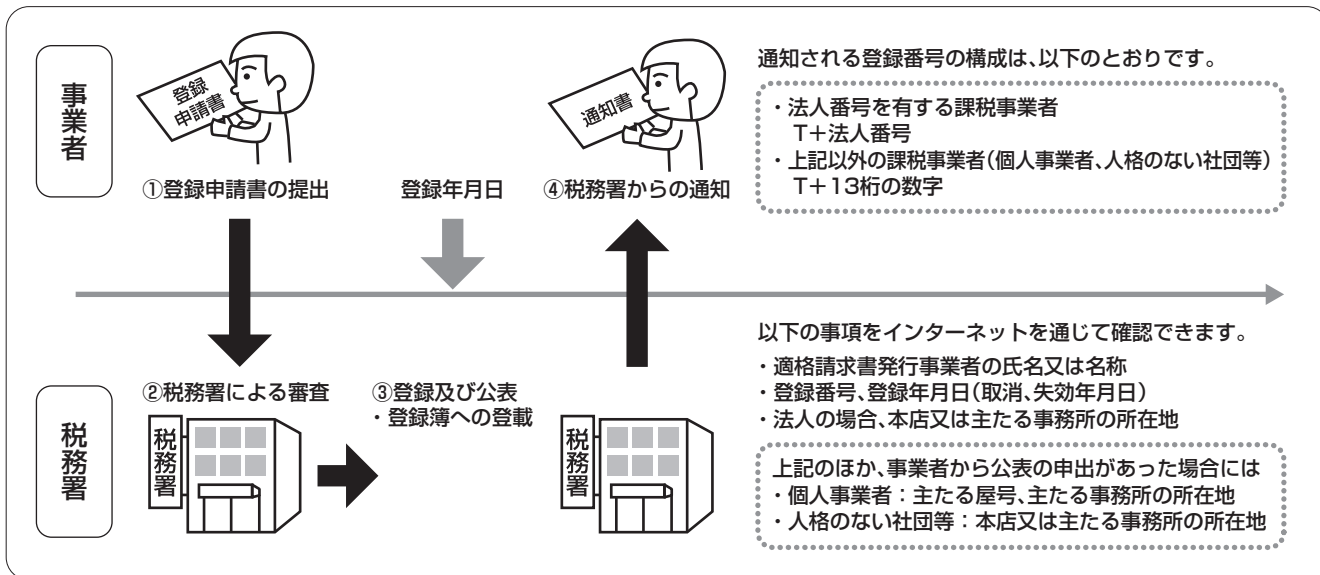 事業者
登録
申請書
①登録申請書の提出
登録年月日
通知書
④税務署からの通知
通知される登録番号の構成は、以下のとおりです。
・法人番号を有する課税事業者
T+法人番号
・上記以外の課税事業者(個人事業者、人格のない社団等)
T+13桁の数字
税務署
②税務署による審査
税務署
③登録及び公表
・登録簿への登載
税務署
以下の事項をインターネットを通じて確認できます。
・適格請求書発行事業者の氏名又は名称
・登録番号、登録年月日(取消、失効年月日)
・法人の場合、本店又は主たる事務所の所在地
上記のほか、事業者から公表の申出があった場合には
・個人事業者:主たる屋号、主たる事務所の所在地
・人格のない社団等:本店又は主たる事務所の所在地